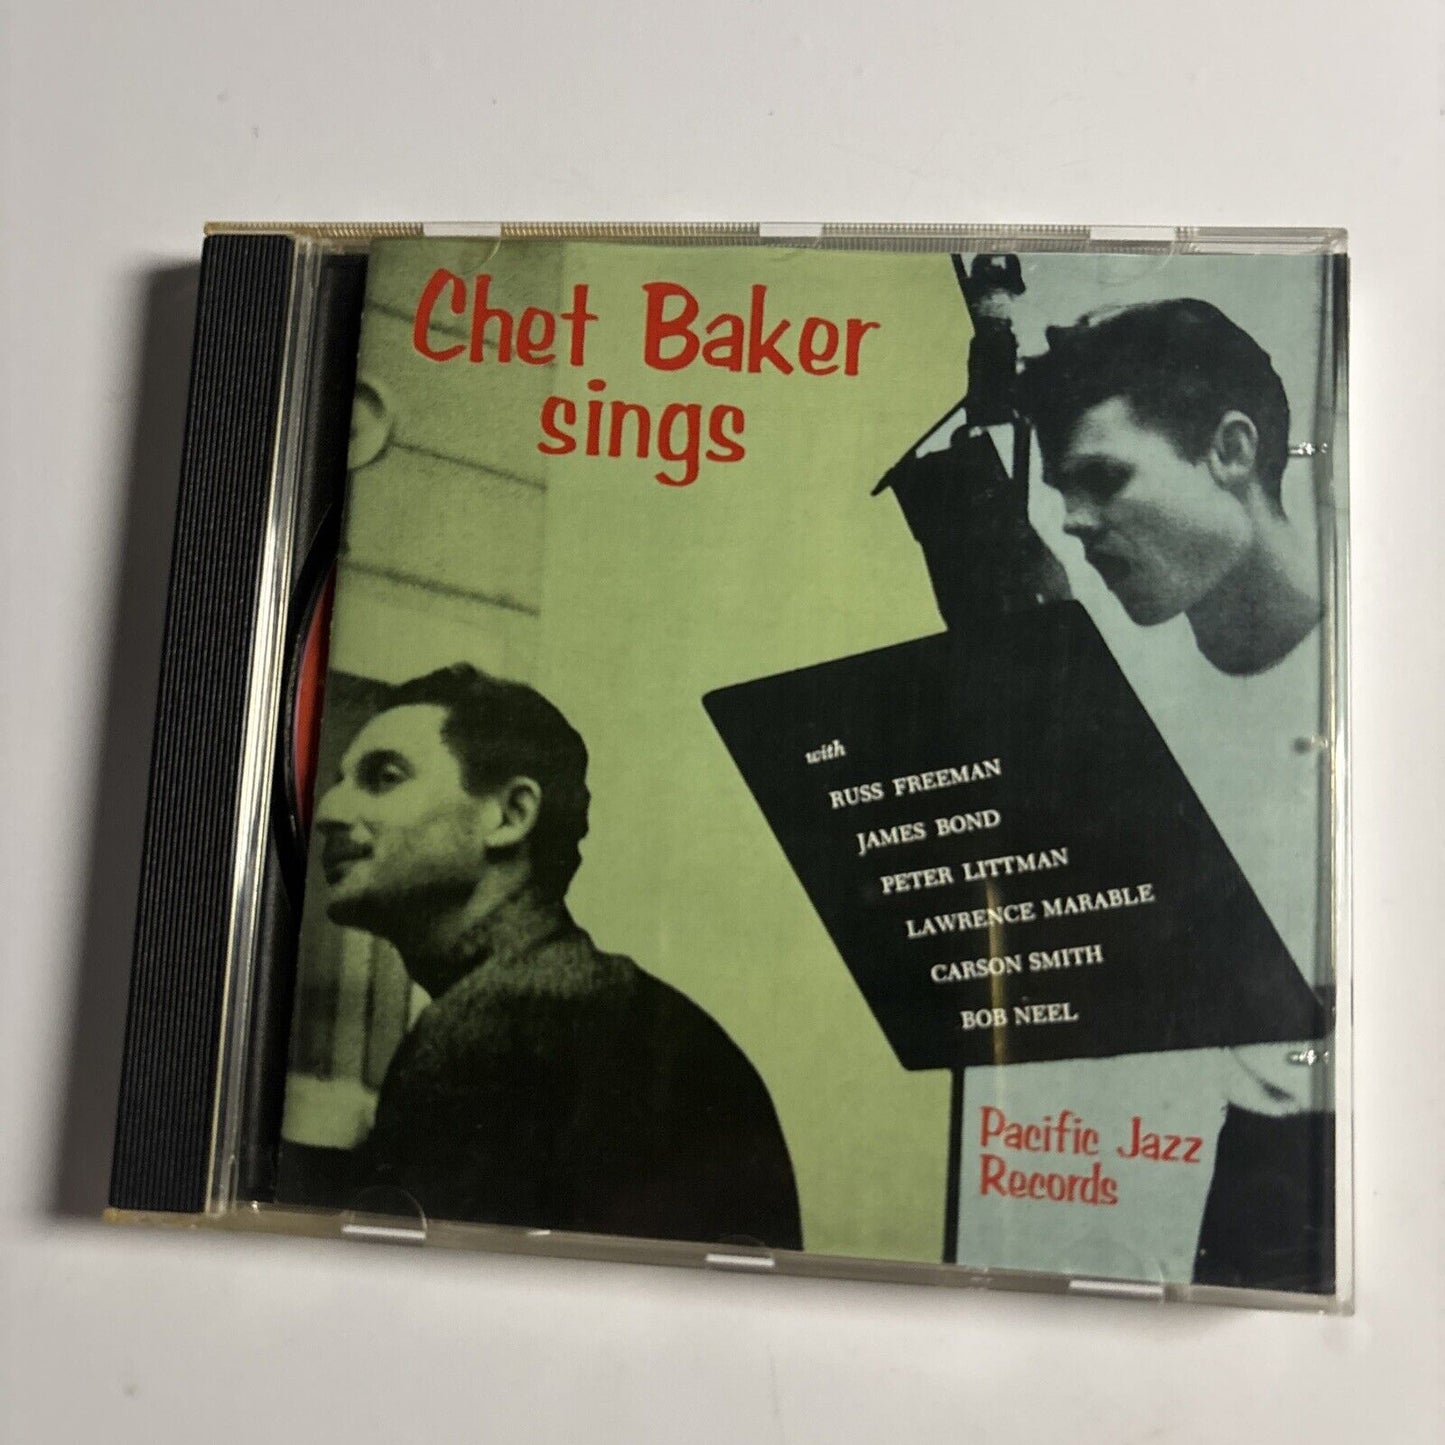 Chet Baker
sings
with
RUSS FREEMAN
JAMES BOND
PETER LITTMAN
LAWRENCE MARABLE
CARSON SMITH
BOB NEEL
Pacific Jazz
Records